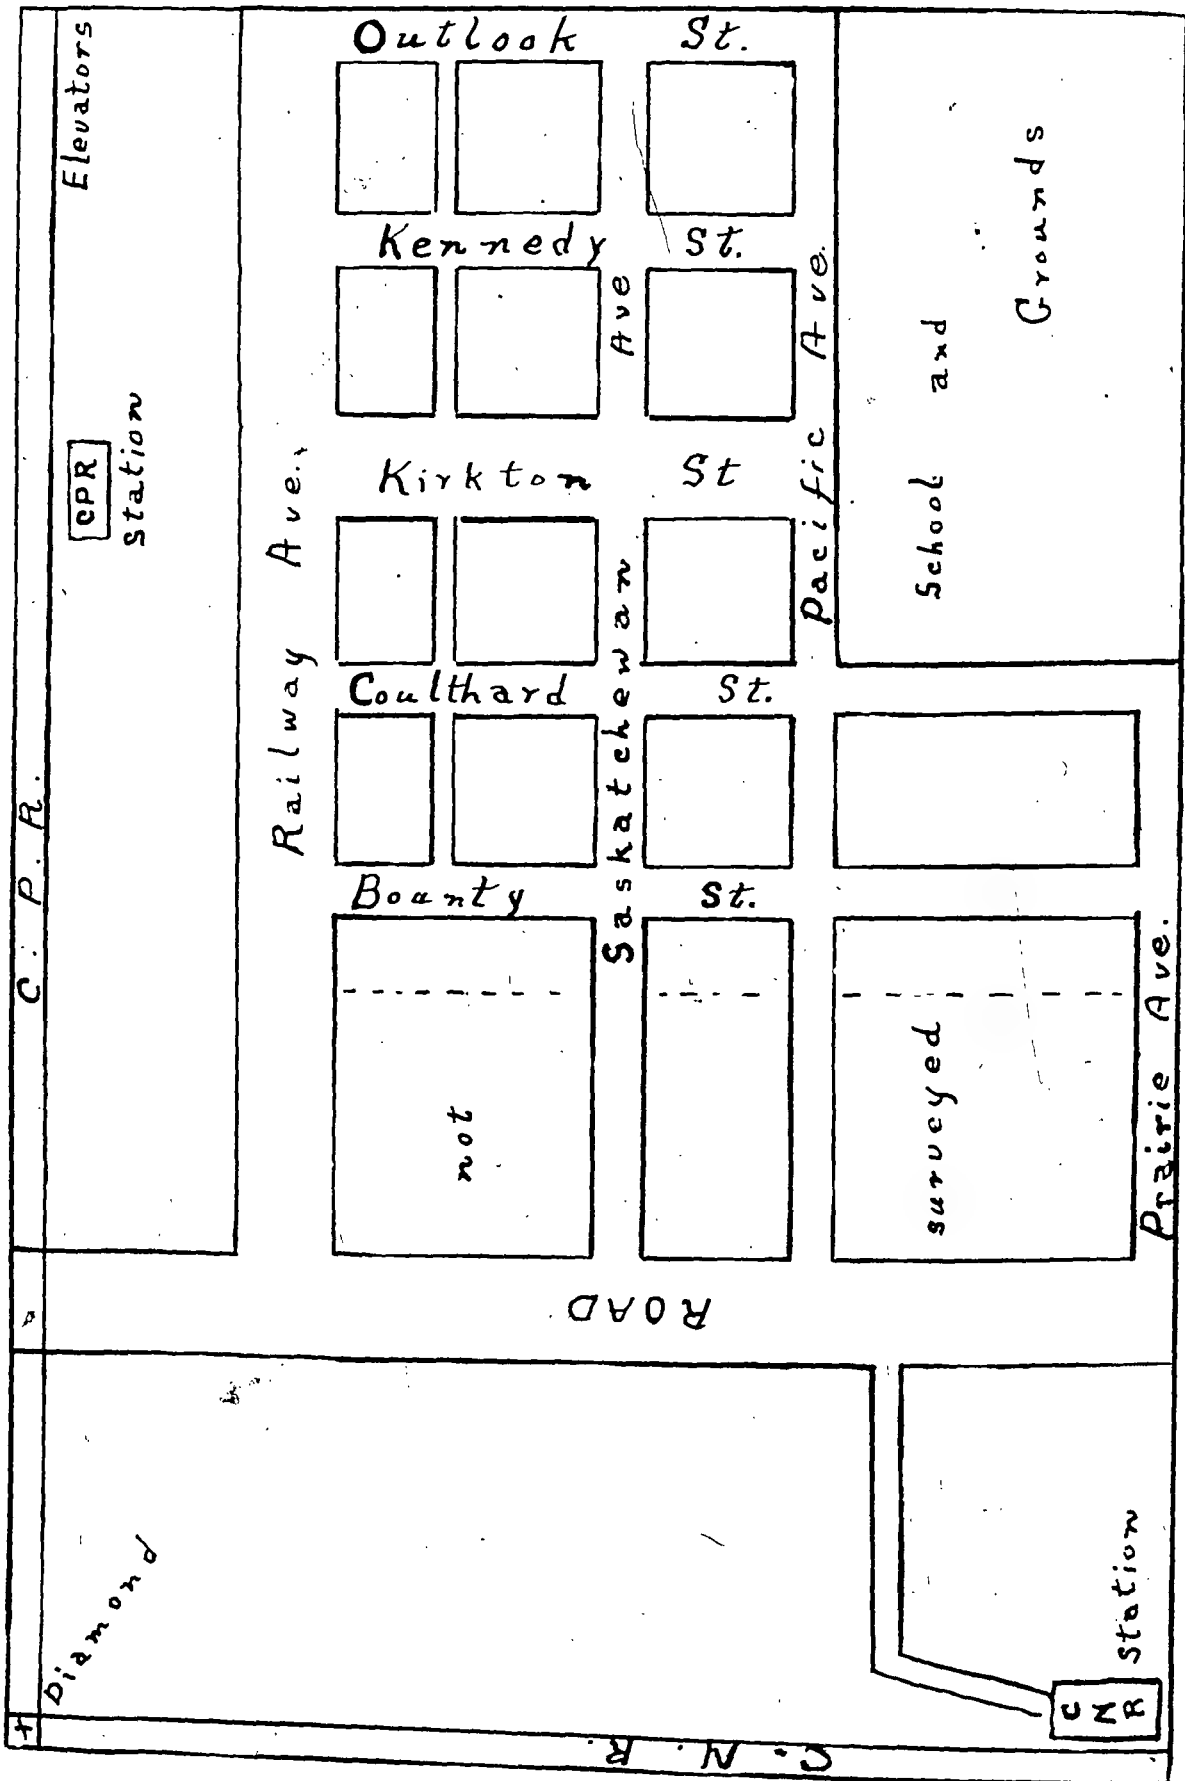 Outlook St.
Elevators
Kennedy St.
CPR
Station
Kirkton St
Railway Ave.
Saskatchewan Ave
Pacific Ave.
School and
Grounds
Coulthard St.
C. P. R.
Bounty St.
not
surveyed
Prairie Ave.
ROAD
Diamond
CNR
Station
C. N. R.